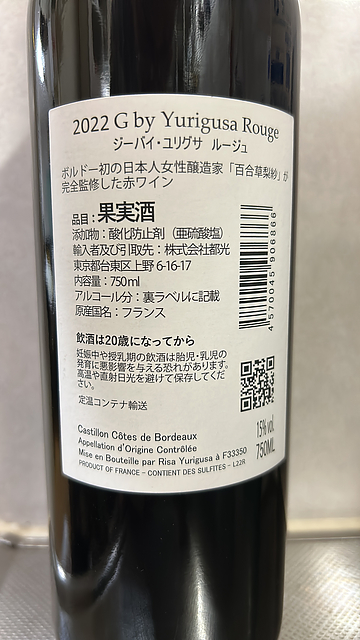 2022 G by Yurigusa Rouge
ジーバイ・ユリグサ ルージュ
ボルドー初の日本人女性醸造家「百合草梨紗」が
完全監修した赤ワイン
品目：果実酒
添加物：酸化防止剤（亜硫酸塩）
輸入者及び引取先：株式会社都光
東京都台東区上野6-16-17
内容量：750ml
アルコール分：裏ラベルに記載
原産国名：フランス
4 570045 906866
飲酒は20歳になってから
妊娠中や授乳期の飲酒は胎児・乳児の
発育に悪影響を与える恐れがあります。
高温や直射日光を避けて保存してくだ
さい。
定温コンテナ輸送
Castillon Côtes de Bordeaux
Appellation d'Origine Contrôlée
Mise en Bouteille par Risa Yurigusa à F33350
PRODUCT OF FRANCE - CONTIENT DES SULFITES - L22R
15% vol.
750ML